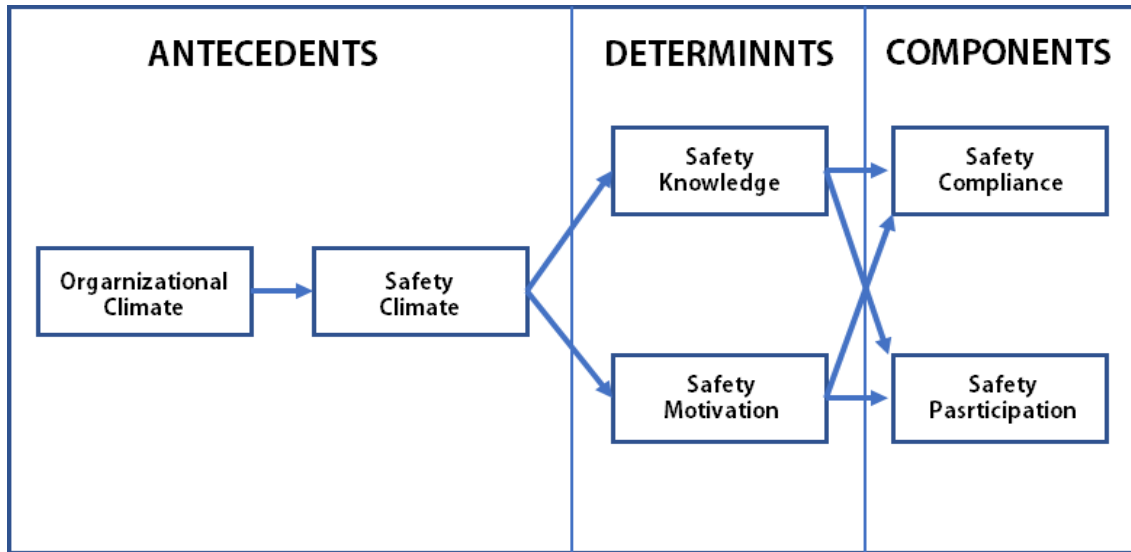 ANTECEDENTS
DETERMINNTS
COMPONENTS
Safety
Knowledge
Safety
Compliance
Orgarnizational
Climate
Safety
Climate
Safety
Motivation
Safety
Pasrticipation